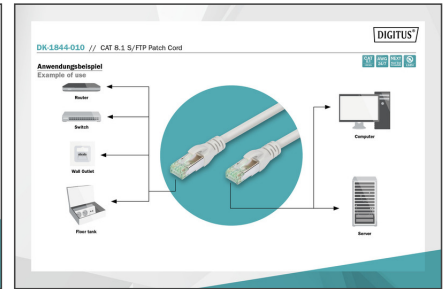 DIGITUS®
DK-1844-010 // CAT 8.1 S/FTP Patch Cord
Anwendungsbeispiel
Example of use
Router
Switch
Wall Outlet
Floor tank
Computer
Server